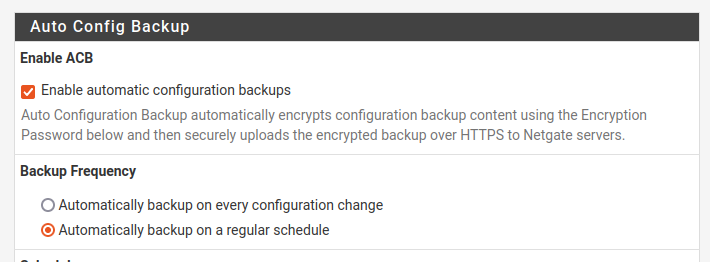 Auto Config Backup
Enable ACB
Enable automatic configuration backups
Auto Configuration Backup automatically encrypts configuration backup content using the Encryption
Password below and then securely uploads the encrypted backup over HTTPS to Netgate servers.
Backup Frequency
Automatically backup on every configuration change
Automatically backup on a regular schedule